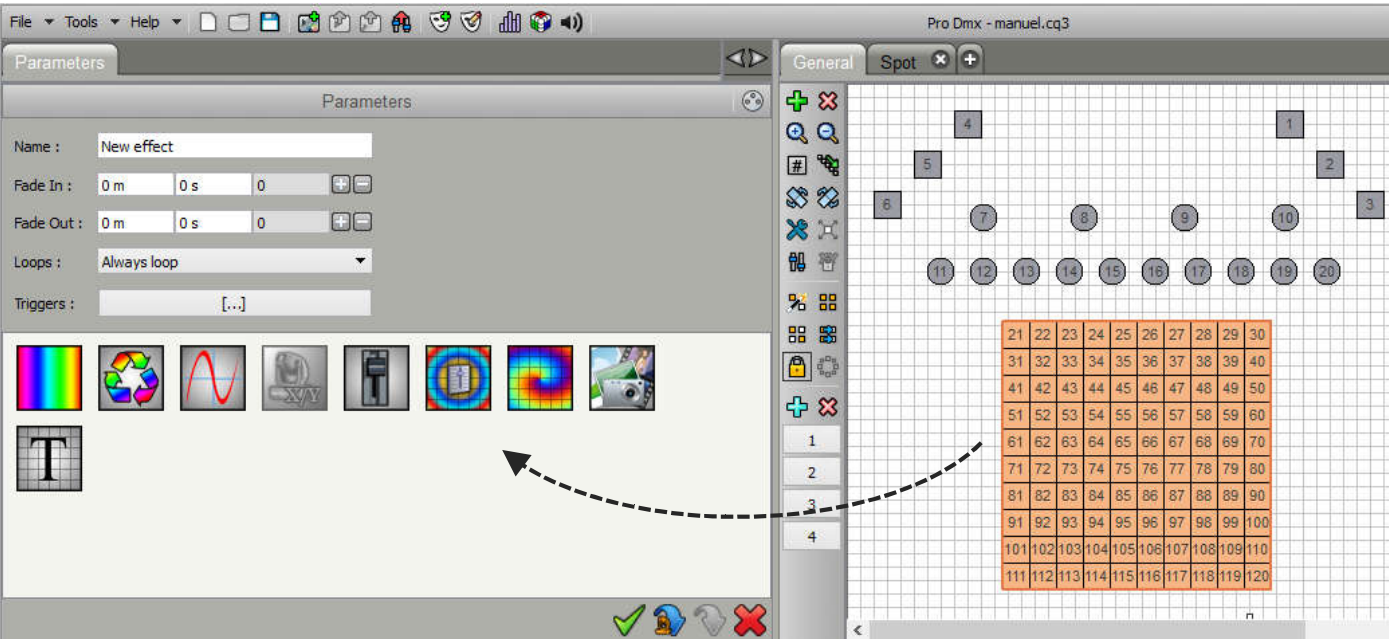 File Tools Help
Pro Dmx - manuel.cq3
Parameters
General Spot
Parameters
Name : New effect
Fade In : 0 m 0 s 0
Fade Out : 0 m 0 s 0
Loops : Always loop
Triggers : [...]
X/Y
T
#
1
2
3
4
4 1
5 2
6 3
7 8 9 10
11 12 13 14 15 16 17 18 19 20
21 22 23 24 25 26 27 28 29 30
31 32 33 34 35 36 37 38 39 40
41 42 43 44 45 46 47 48 49 50
51 52 53 54 55 56 57 58 59 60
61 62 63 64 65 66 67 68 69 70
71 72 73 74 75 76 77 78 79 80
81 82 83 84 85 86 87 88 89 90
91 92 93 94 95 96 97 98 99 100
101 102 103 104 105 106 107 108 109 110
111 112 113 114 115 116 117 118 119 120